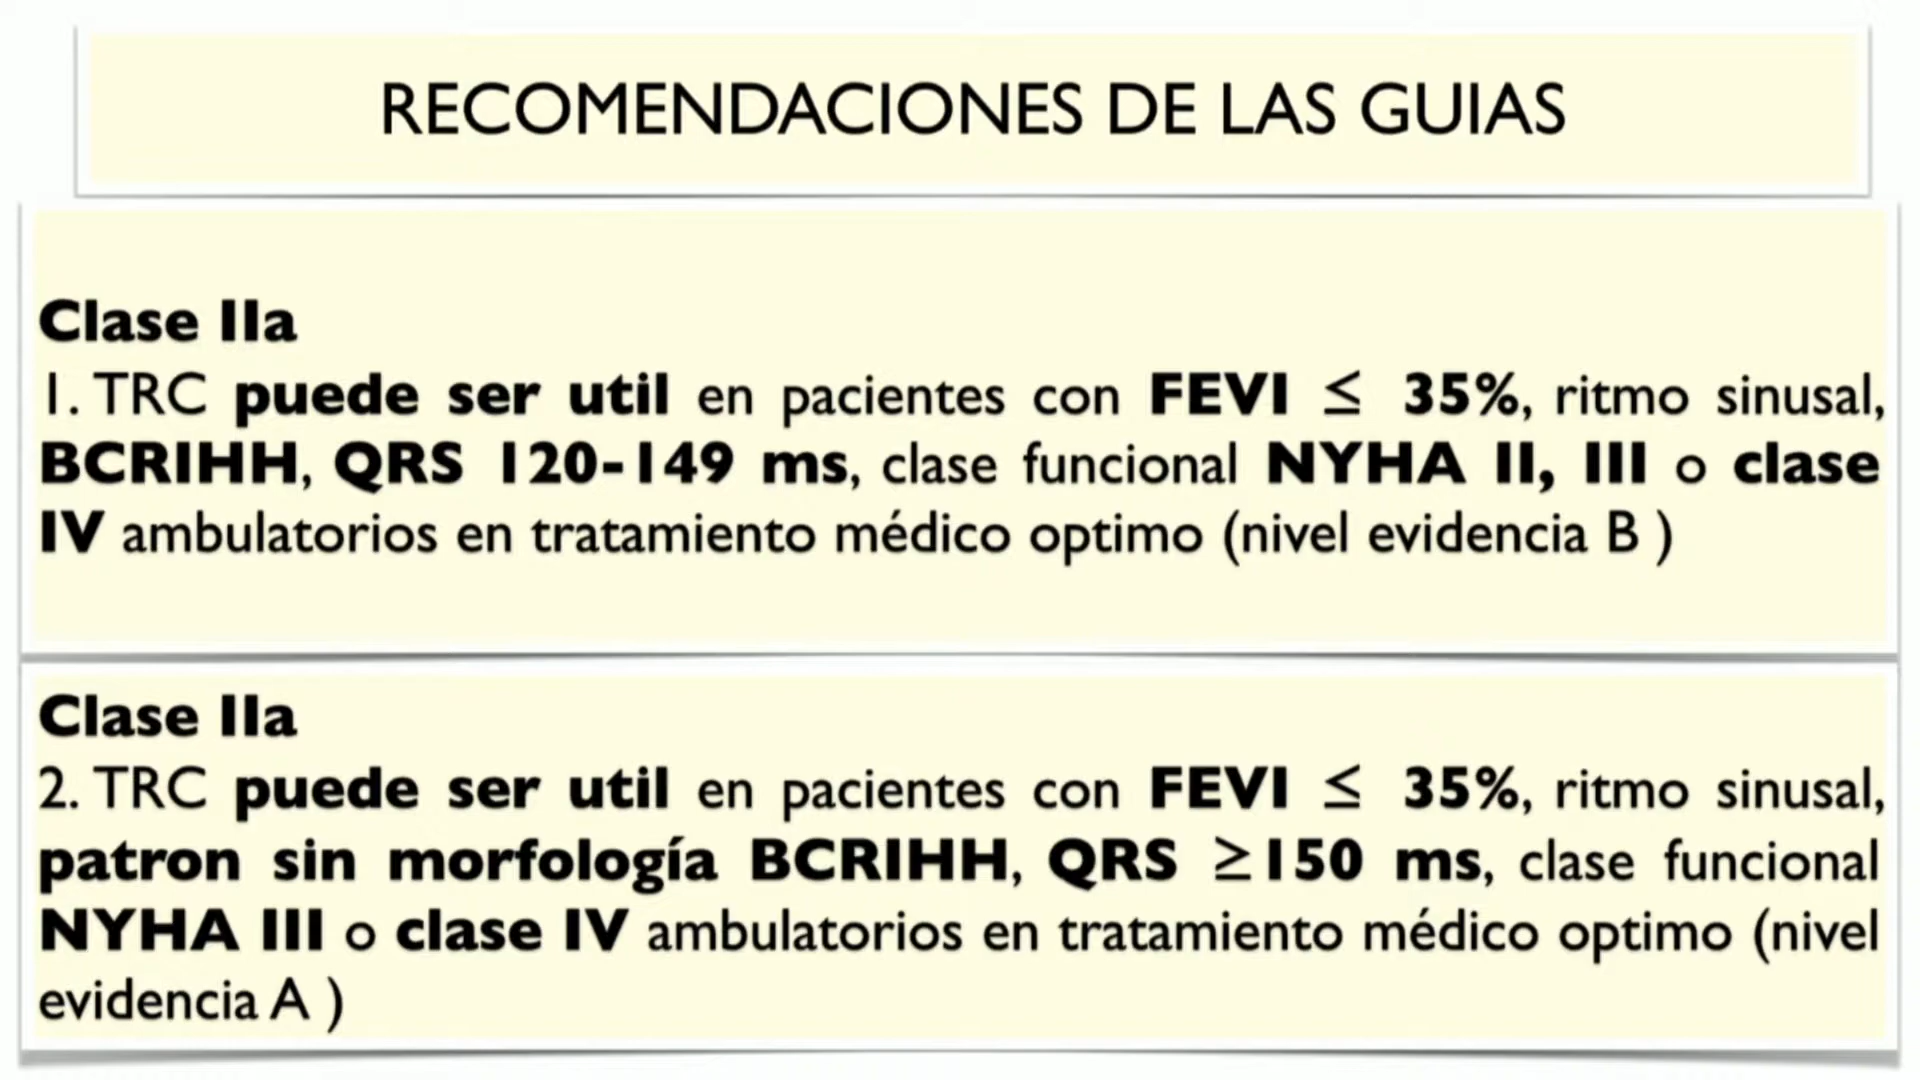 RECOMENDACIONES DE LAS GUIAS
Clase IIa
1. TRC puede ser util en pacientes con FEVI ≤ 35%, ritmo sinusal,
BCRIHH, QRS 120-149 ms, clase funcional NYHA II, III o clase
IV ambulatorios en tratamiento médico optimo (nivel evidencia B )
Clase IIa
2. TRC puede ser util en pacientes con FEVI ≤ 35%, ritmo sinusal,
patron sin morfología BCRIHH, QRS ≥150 ms, clase funcional
NYHA III o clase IV ambulatorios en tratamiento médico optimo (nivel
evidencia A )